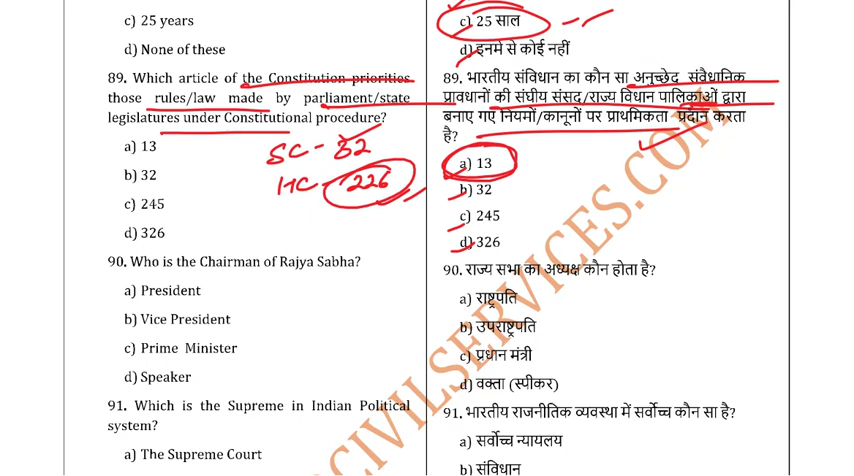 c) 25 years
d) None of these
89. Which article of the Constitution priorities
those rules/law made by parliament/state
legislatures under Constitutional procedure?
a) 13
b) 32
c) 245
d) 326
SC - 32
HC - 226
90. Who is the Chairman of Rajya Sabha?
a) President
b) Vice President
c) Prime Minister
d) Speaker
91. Which is the Supreme in Indian Political
system?
a) The Supreme Court
c) 25 साल
d) इनमे से कोई नहीं
89. भारतीय संविधान का कौन सा अनुच्छेद संवैधानिक
प्रावधानों की संघीय संसद/राज्य विधान पालिकाओं द्वारा
बनाए गए नियमों/कानूनों पर प्राथमिकता प्रदान करता
है?
a) 13
b) 32
c) 245
d) 326
90. राज्य सभा का अध्यक्ष कौन होता है?
a) राष्ट्रपति
b) उपराष्ट्रपति
c) प्रधान मंत्री
d) वक्ता (स्पीकर)
91. भारतीय राजनीतिक व्यवस्था में सर्वोच्च कौन सा है?
a) सर्वोच्च न्यायलय
b) संविधान
CIVILSERVICES.COM